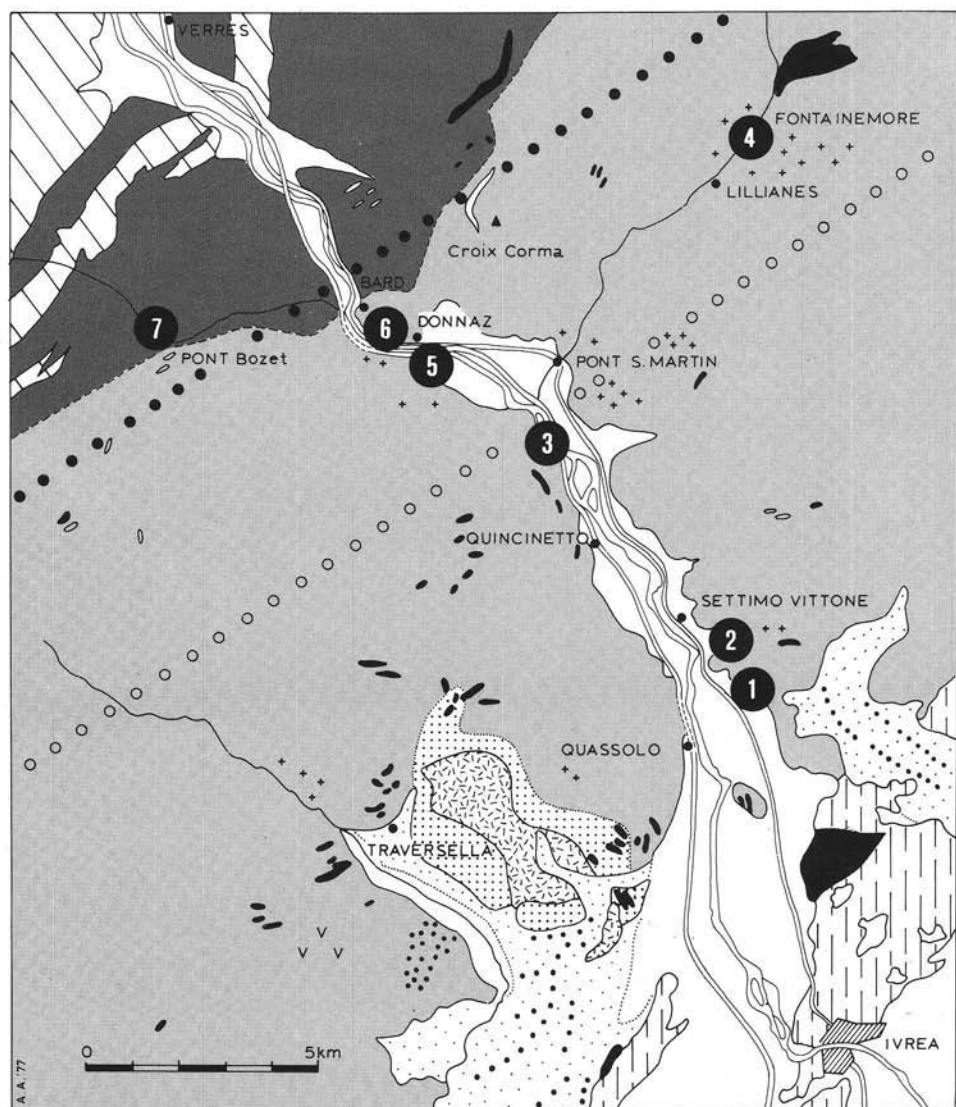 VERRES
4
FONTAINEMORE
LILLIANES
Croix Corma
BARD
7
6
DONNAZ
PONT Bozet
5
PONT S. MARTIN
3
QUINCINETTO
SETTIMO VITTONE
2
1
QUASSOLO
TRAVERSELLA
V
V V
IVREA
0 5km
A.A.'77